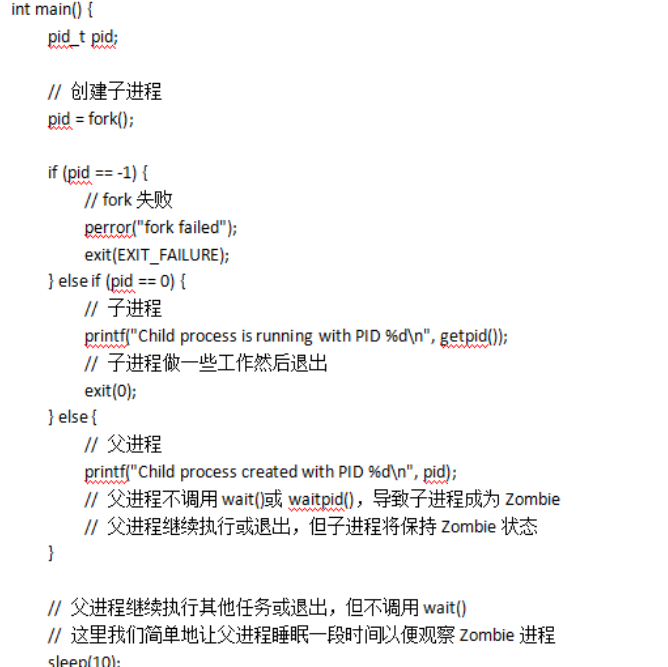 int main() {
pid_t pid;
// 创建子进程
pid = fork();
if (pid == -1) {
// fork 失败
perror("fork failed");
exit(EXIT_FAILURE);
} else if (pid == 0) {
// 子进程
printf("Child process is running with PID %d\n", getpid());
// 子进程做一些工作然后退出
exit(0);
} else {
// 父进程
printf("Child process created with PID %d\n", pid);
// 父进程不调用 wait()或 waitpid()，导致子进程成为 Zombie
// 父进程继续执行或退出，但子进程将保持 Zombie 状态
}
// 父进程继续执行其他任务或退出，但不调用 wait()
// 这里我们简单地让父进程睡眠一段时间以便观察 Zombie 进程
sleep(10);